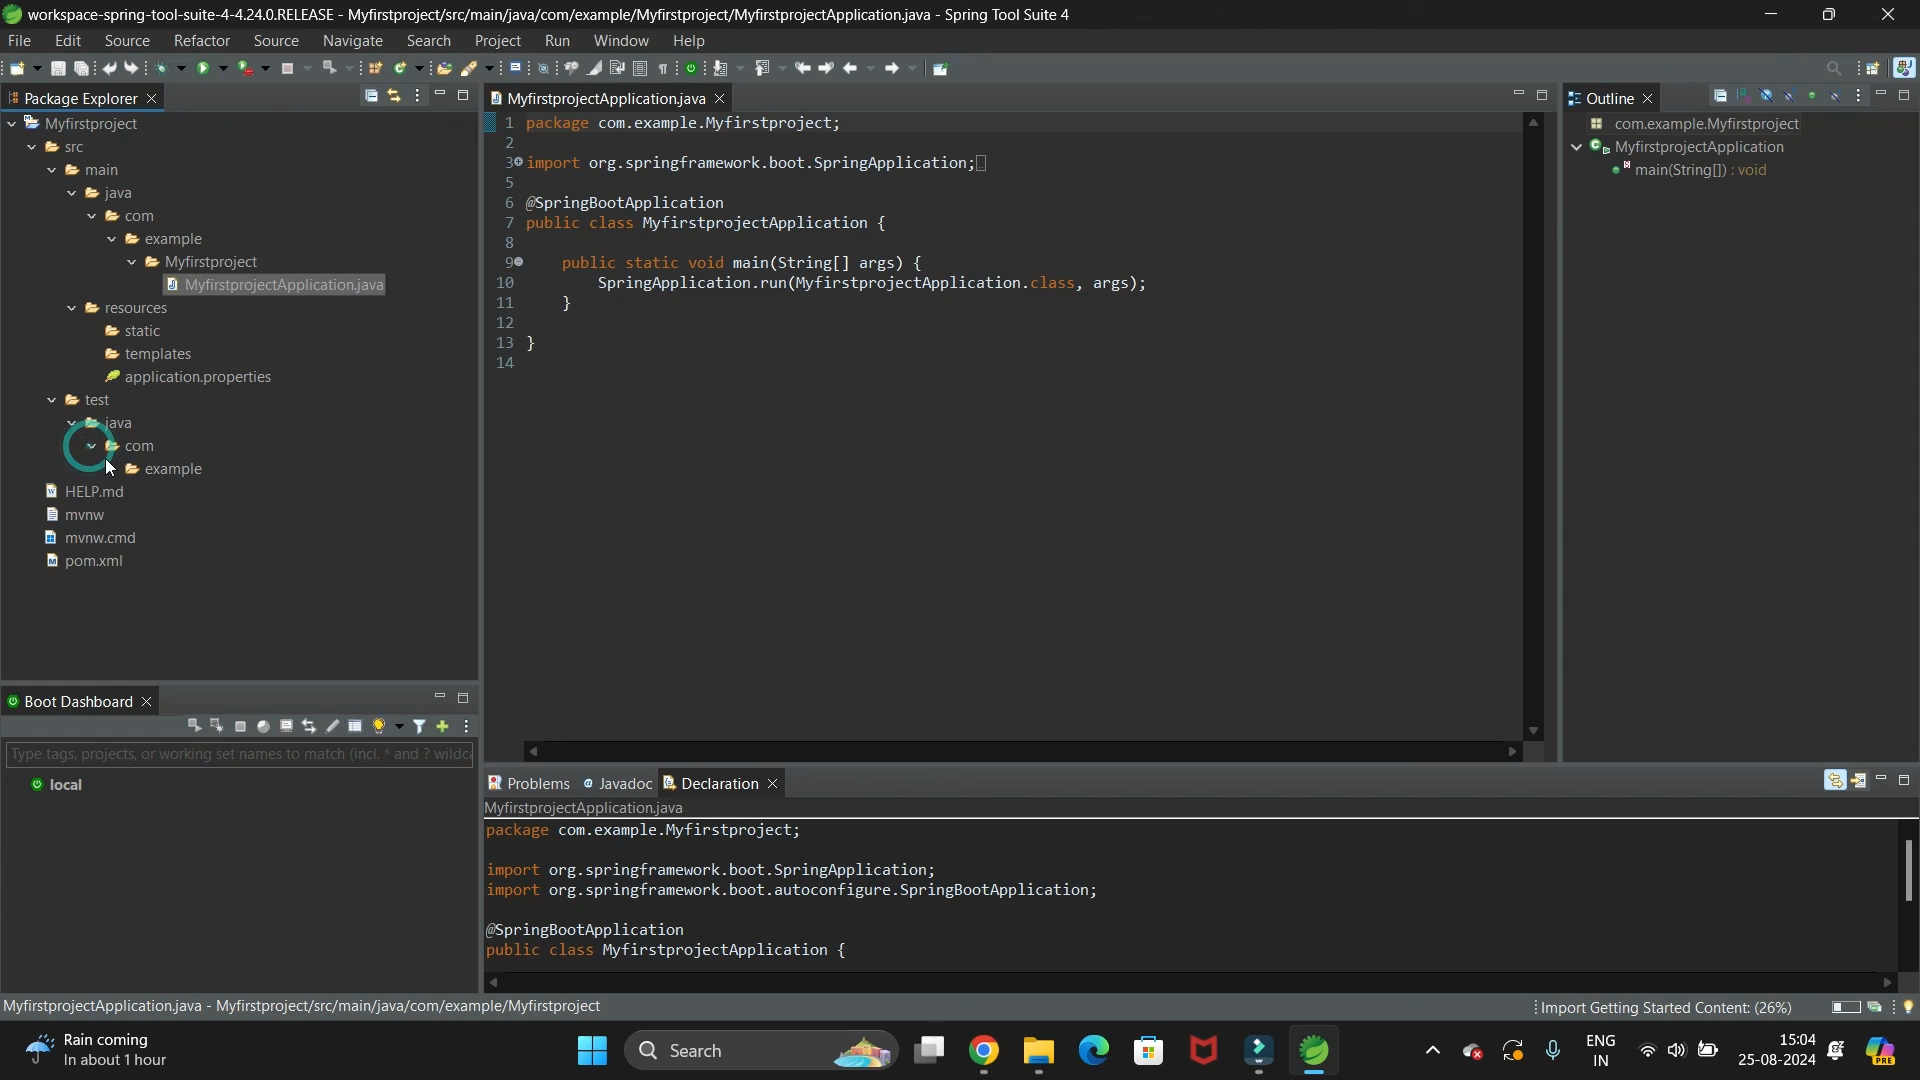 workspace-spring-tool-suite-4-4.24.0.RELEASE - Myfirstproject/src/main/java/com/example/Myfirstproject/MyfirstprojectApplication.java - Spring Tool Suite 4
File Edit Source Refactor Source Navigate Search Project Run Window Help
Package Explorer
Myfirstproject
src
main
java
com
example
Myfirstproject
MyfirstprojectApplication.java
resources
static
templates
application.properties
test
java
com
example
HELP.md
mvnw
mvnw.cmd
pom.xml
Boot Dashboard
Type tags, projects, or working set names to match (incl. * and ? wildca
local
MyfirstprojectApplication.java
1 package com.example.Myfirstproject;
2
3 import org.springframework.boot.SpringApplication;
5
6 @SpringBootApplication
7 public class MyfirstprojectApplication {
8
9 public static void main(String[] args) {
10 SpringApplication.run(MyfirstprojectApplication.class, args);
11 }
12
13 }
14
Outline
com.example.Myfirstproject
MyfirstprojectApplication
main(String[]) : void
Problems @ Javadoc Declaration
MyfirstprojectApplication.java
package com.example.Myfirstproject;
import org.springframework.boot.SpringApplication;
import org.springframework.boot.autoconfigure.SpringBootApplication;
@SpringBootApplication
public class MyfirstprojectApplication {
MyfirstprojectApplication.java - Myfirstproject/src/main/java/com/example/Myfirstproject
Import Getting Started Content: (26%)
Rain coming
In about 1 hour
Search
ENG
IN
15:04
25-08-2024
PRE